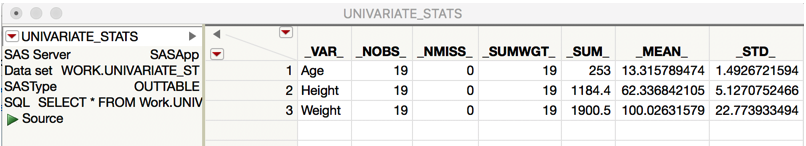 UNIVARIATE_STATS
UNIVARIATE_STATS
SAS Server SASApp
Data set WORK.UNIVARIATE_ST
SASType OUTTABLE
SQL SELECT * FROM Work.UNIV
Source
_VAR_ _NOBS_ _NMISS_ _SUMWGT_ _SUM_ _MEAN_ _STD_
1 Age 19 0 19 253 13.315789474 1.4926721594
2 Height 19 0 19 1184.4 62.336842105 5.1270752466
3 Weight 19 0 19 1900.5 100.02631579 22.773933494